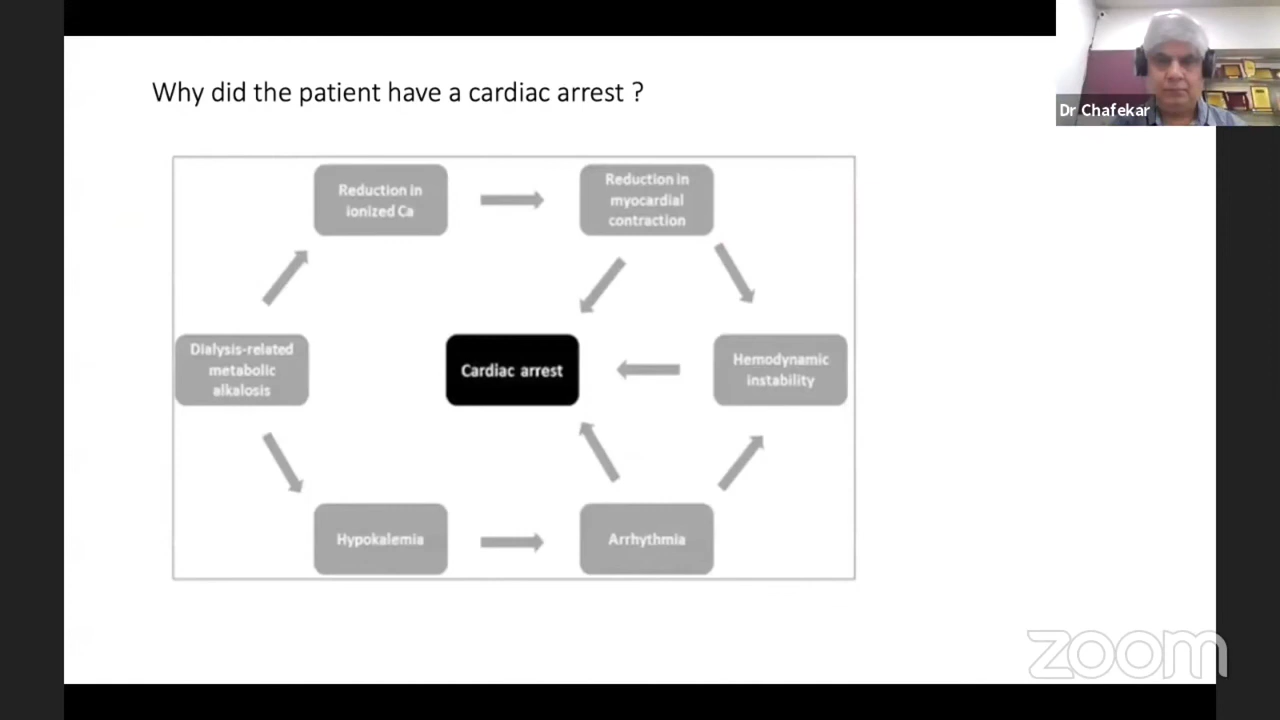 Why did the patient have a cardiac arrest ?
Dr Chafekar
Reduction in
ionized Ca
Reduction in
myocardial
contraction
Dialysis-related
metabolic
alkalosis
Cardiac arrest
Hemodynamic
instability
Hypokalemia
Arrhythmia
zoom